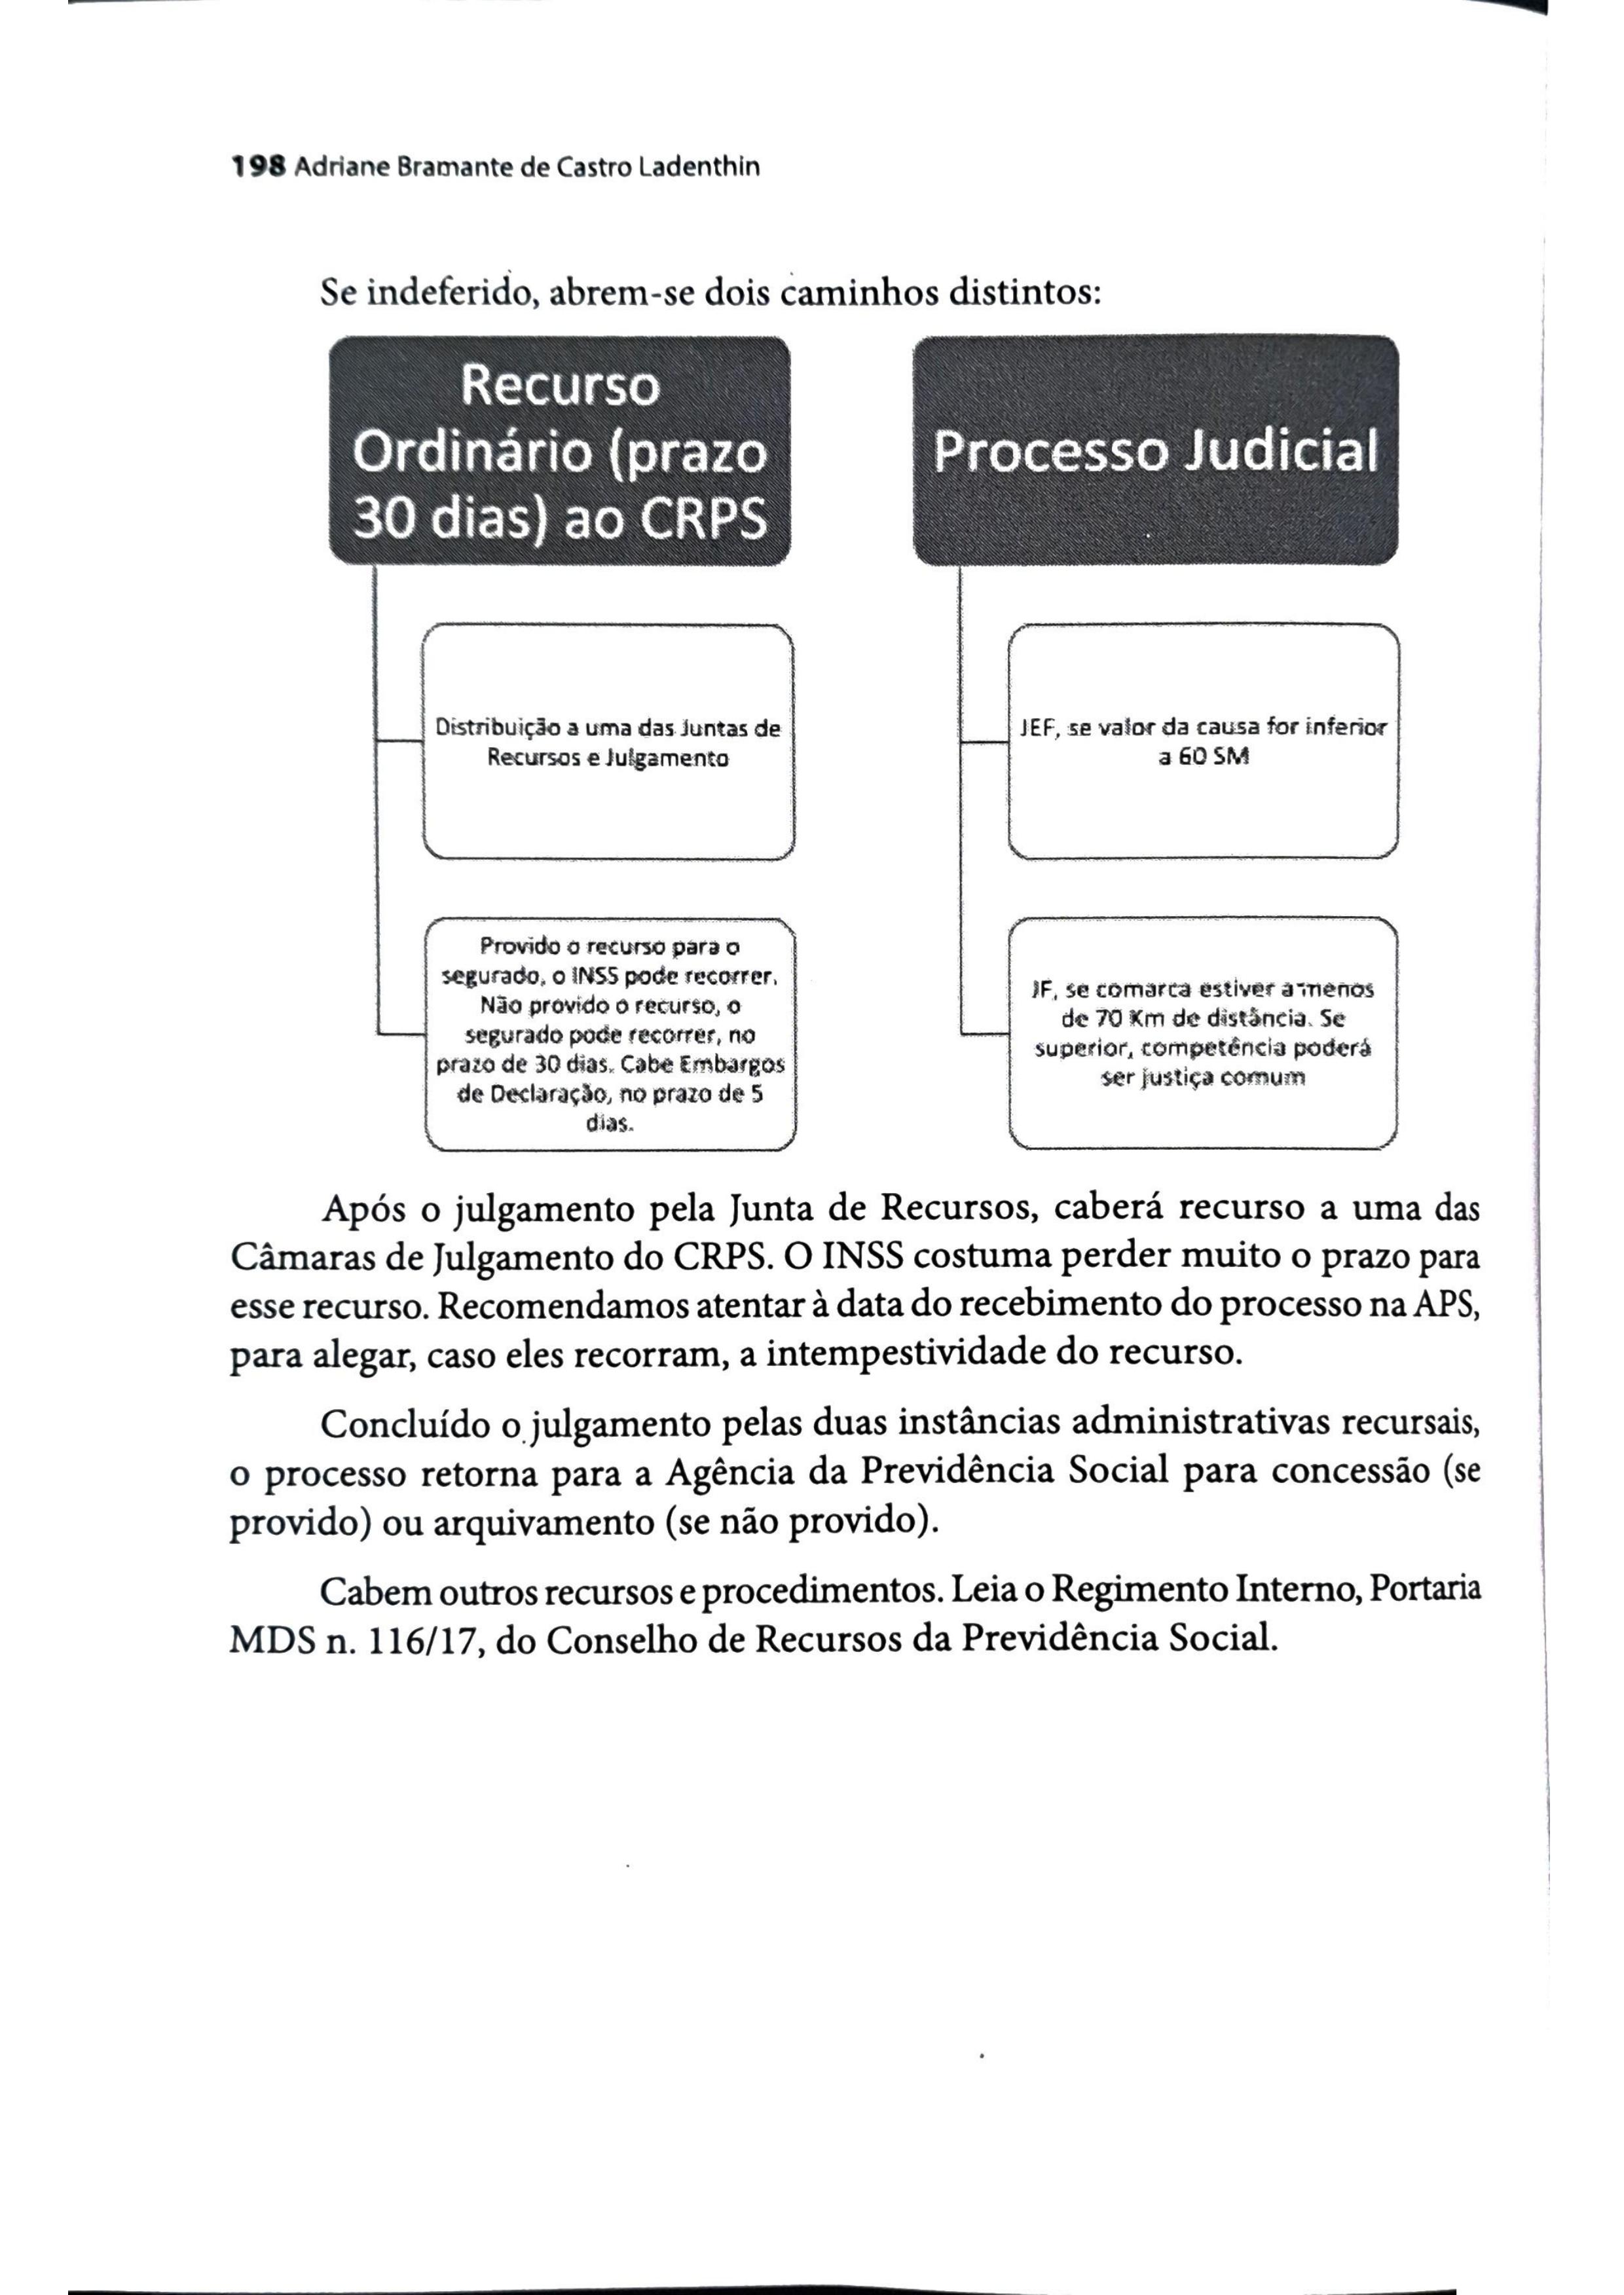 198 Adriane Bramante de Castro Ladenthin
Se indeferido, abrem-se dois caminhos distintos:
Recurso
Ordinário (prazo
30 dias) ao CRPS
Distribuição a uma das Juntas de
Recursos e Julgamento
Provido o recurso para o
segurado, o INSS pode recorrer.
Não provido o recurso, o
segurado pode recorrer, no
prazo de 30 dias. Cabe Embargos
de Declaração, no prazo de 5
dias.
Processo Judicial
JEF, se valor da causa for inferior
a 60 SM
JF, se comarca estiver a menos
de 70 Km de distância. Se
superior, competência poderá
ser justiça comum
Após o julgamento pela Junta de Recursos, caberá recurso a uma das
Câmaras de Julgamento do CRPS. O INSS costuma perder muito o prazo para
esse recurso. Recomendamos atentar à data do recebimento do processo na APS,
para alegar, caso eles recorram, a intempestividade do recurso.
Concluído o julgamento pelas duas instâncias administrativas recursais,
o processo retorna para a Agência da Previdência Social para concessão (se
provido) ou arquivamento (se não provido).
Cabem outros recursos e procedimentos. Leia o Regimento Interno, Portaria
MDS n. 116/17, do Conselho de Recursos da Previdência Social.